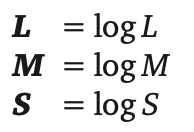 L = log L
M = log M
S = log S